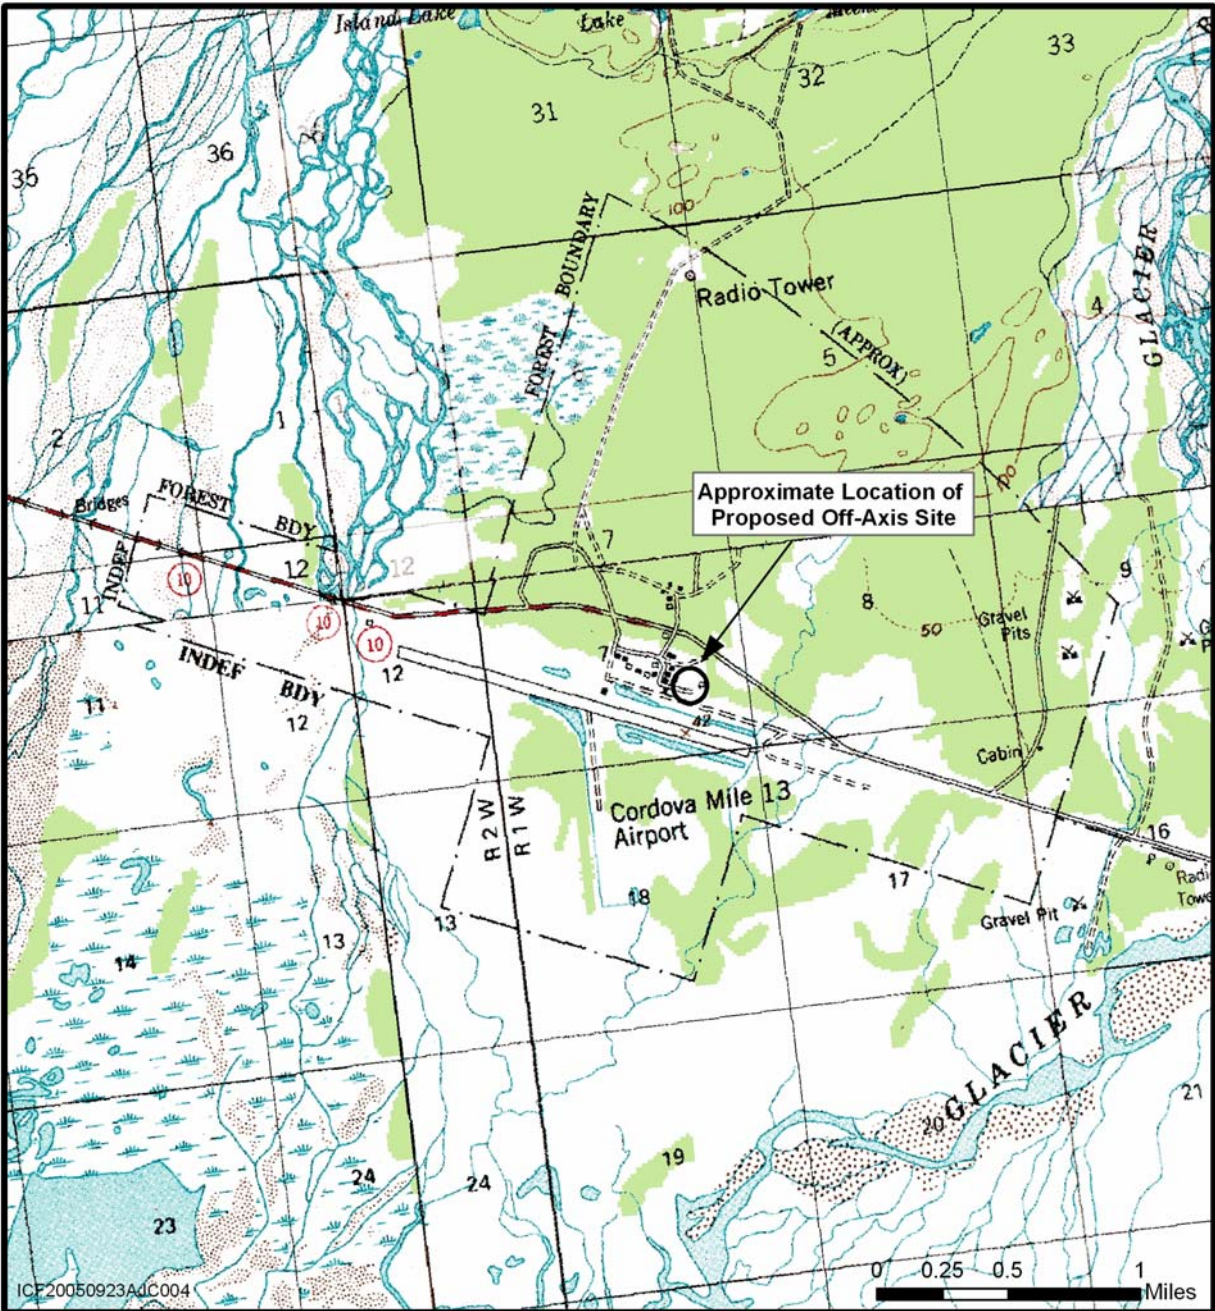 Island Lake
Lake
33
32
31
36
35
100
FOREST BOUNDARY
GLACIER
Radio Tower
4
(APPROX)
5
1
1
2
100
Approximate Location of
Proposed Off-Axis Site
Bridges
FOREST
BDY
INDEF
12
12
7
9
10
11
8
50
Gravel
Pits
10
10
INDEF BDY
12
7
11
12
42
Cabin
Cordova Mile 13
Airport
R 2 W
R 1 W
16
17
18
Gravel Pit
13
13
14
GLACIER
20
21
19
24
24
23
0 0.25 0.5 1
Miles
ICF20050923AJC004